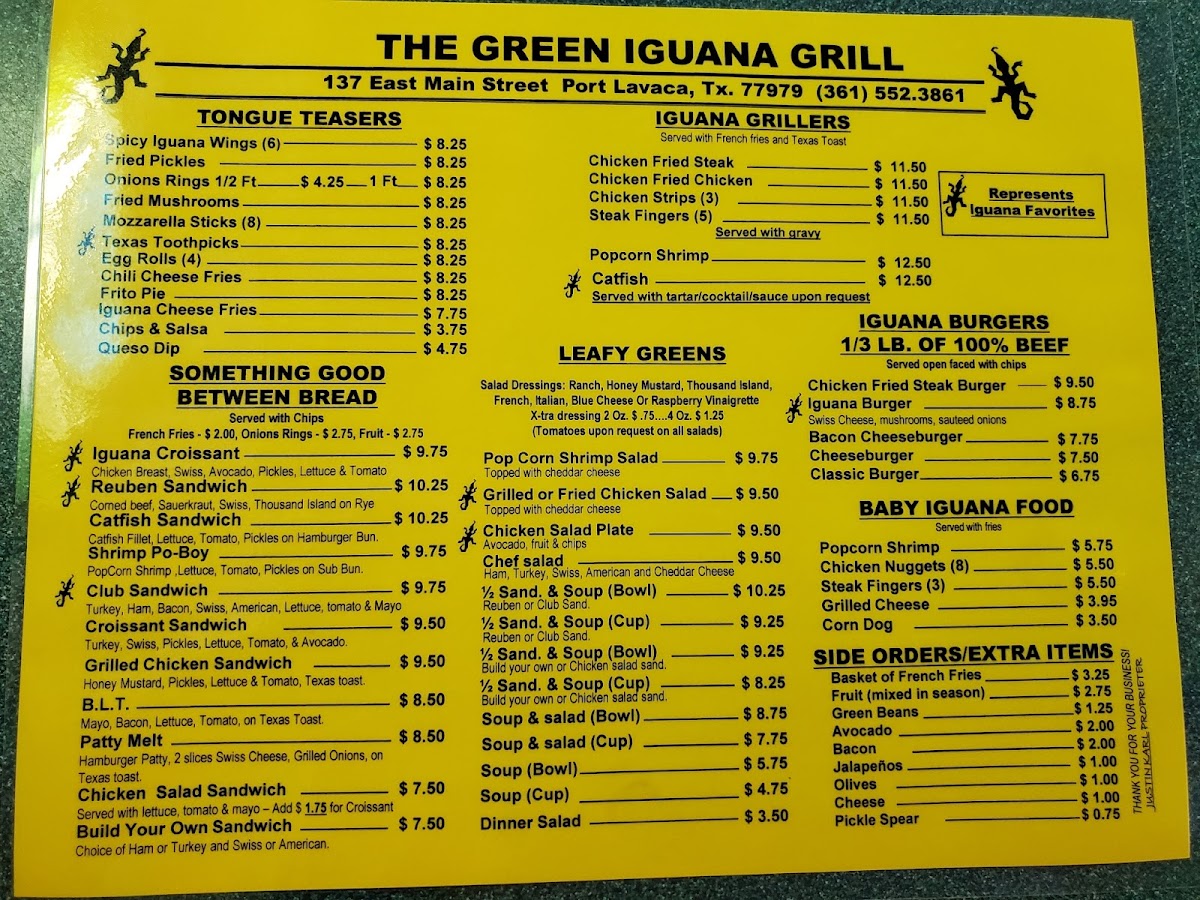 THE GREEN IGUANA GRILL
137 East Main Street Port Lavaca, Tx. 77979 (361) 552.3861
TONGUE TEASERS
Spicy Iguana Wings (6) $ 8.25
Fried Pickles $ 8.25
Onions Rings 1/2 Ft. $ 4.25 1 Ft. $ 8.25
Fried Mushrooms $ 8.25
Mozzarella Sticks (8) $ 8.25
Texas Toothpicks $ 8.25
Egg Rolls (4) $ 8.25
Chili Cheese Fries $ 8.25
Frito Pie $ 8.25
Iguana Cheese Fries $ 7.75
Chips & Salsa $ 3.75
Queso Dip $ 4.75
SOMETHING GOOD
BETWEEN BREAD
Served with Chips
French Fries - $ 2.00, Onions Rings - $ 2.75, Fruit - $ 2.75
Iguana Croissant $ 9.75
Chicken Breast, Swiss, Avocado, Pickles, Lettuce & Tomato
Reuben Sandwich $ 10.25
Corned beef, Sauerkraut, Swiss, Thousand Island on Rye
Catfish Sandwich $ 10.25
Catfish Fillet, Lettuce, Tomato, Pickles on Hamburger Bun.
Shrimp Po-Boy $ 9.75
PopCorn Shrimp ,Lettuce, Tomato, Pickles on Sub Bun.
Club Sandwich $ 9.75
Turkey, Ham, Bacon, Swiss, American, Lettuce, tomato & Mayo
Croissant Sandwich $ 9.50
Turkey, Swiss, Pickles, Lettuce, Tomato, & Avocado.
Grilled Chicken Sandwich $ 9.50
Honey Mustard, Pickles, Lettuce & Tomato, Texas toast.
B.L.T. $ 8.50
Mayo, Bacon, Lettuce, Tomato, on Texas Toast.
Patty Melt $ 8.50
Hamburger Patty, 2 slices Swiss Cheese, Grilled Onions, on
Texas toast.
Chicken Salad Sandwich $ 7.50
Served with lettuce, tomato & mayo – Add $ 1.75 for Croissant
Build Your Own Sandwich $ 7.50
Choice of Ham or Turkey and Swiss or American.
IGUANA GRILLERS
Served with French fries and Texas Toast
Chicken Fried Steak $ 11.50
Chicken Fried Chicken $ 11.50
Chicken Strips (3) $ 11.50
Steak Fingers (5) $ 11.50
Served with gravy
Popcorn Shrimp $ 12.50
Catfish $ 12.50
Served with tartar/cocktail/sauce upon request
Represents
Iguana Favorites
LEAFY GREENS
Salad Dressings: Ranch, Honey Mustard, Thousand Island,
French, Italian, Blue Cheese Or Raspberry Vinaigrette
X-tra dressing 2 Oz. $ .75....4 Oz. $ 1.25
(Tomatoes upon request on all salads)
Pop Corn Shrimp Salad $ 9.75
Topped with cheddar cheese
Grilled or Fried Chicken Salad $ 9.50
Topped with cheddar cheese
Chicken Salad Plate $ 9.50
Avocado, fruit & chips
Chef salad $ 9.50
Ham, Turkey, Swiss, American and Cheddar Cheese
½ Sand. & Soup (Bowl) $ 10.25
Reuben or Club Sand.
½ Sand. & Soup (Cup) $ 9.25
Reuben or Club Sand.
½ Sand. & Soup (Bowl) $ 9.25
Build your own or Chicken salad sand.
½ Sand. & Soup (Cup) $ 8.25
Build your own or Chicken salad sand.
Soup & salad (Bowl) $ 8.75
Soup & salad (Cup) $ 7.75
Soup (Bowl) $ 5.75
Soup (Cup) $ 4.75
Dinner Salad $ 3.50
IGUANA BURGERS
1/3 LB. OF 100% BEEF
Served open faced with chips
Chicken Fried Steak Burger $ 9.50
Iguana Burger $ 8.75
Swiss Cheese, mushrooms, sauteed onions
Bacon Cheeseburger $ 7.75
Cheeseburger $ 7.50
Classic Burger $ 6.75
BABY IGUANA FOOD
Served with fries
Popcorn Shrimp $ 5.75
Chicken Nuggets (8) $ 5.50
Steak Fingers (3) $ 5.50
Grilled Cheese $ 3.95
Corn Dog $ 3.50
SIDE ORDERS/EXTRA ITEMS
Basket of French Fries $ 3.25
Fruit (mixed in season) $ 2.75
Green Beans $ 1.25
Avocado $ 2.00
Bacon $ 2.00
Jalapeños $ 1.00
Olives $ 1.00
Cheese $ 1.00
Pickle Spear $ 0.75
THANK YOU FOR YOUR BUSINESS!
JUSTIN KARL PROPRIETER